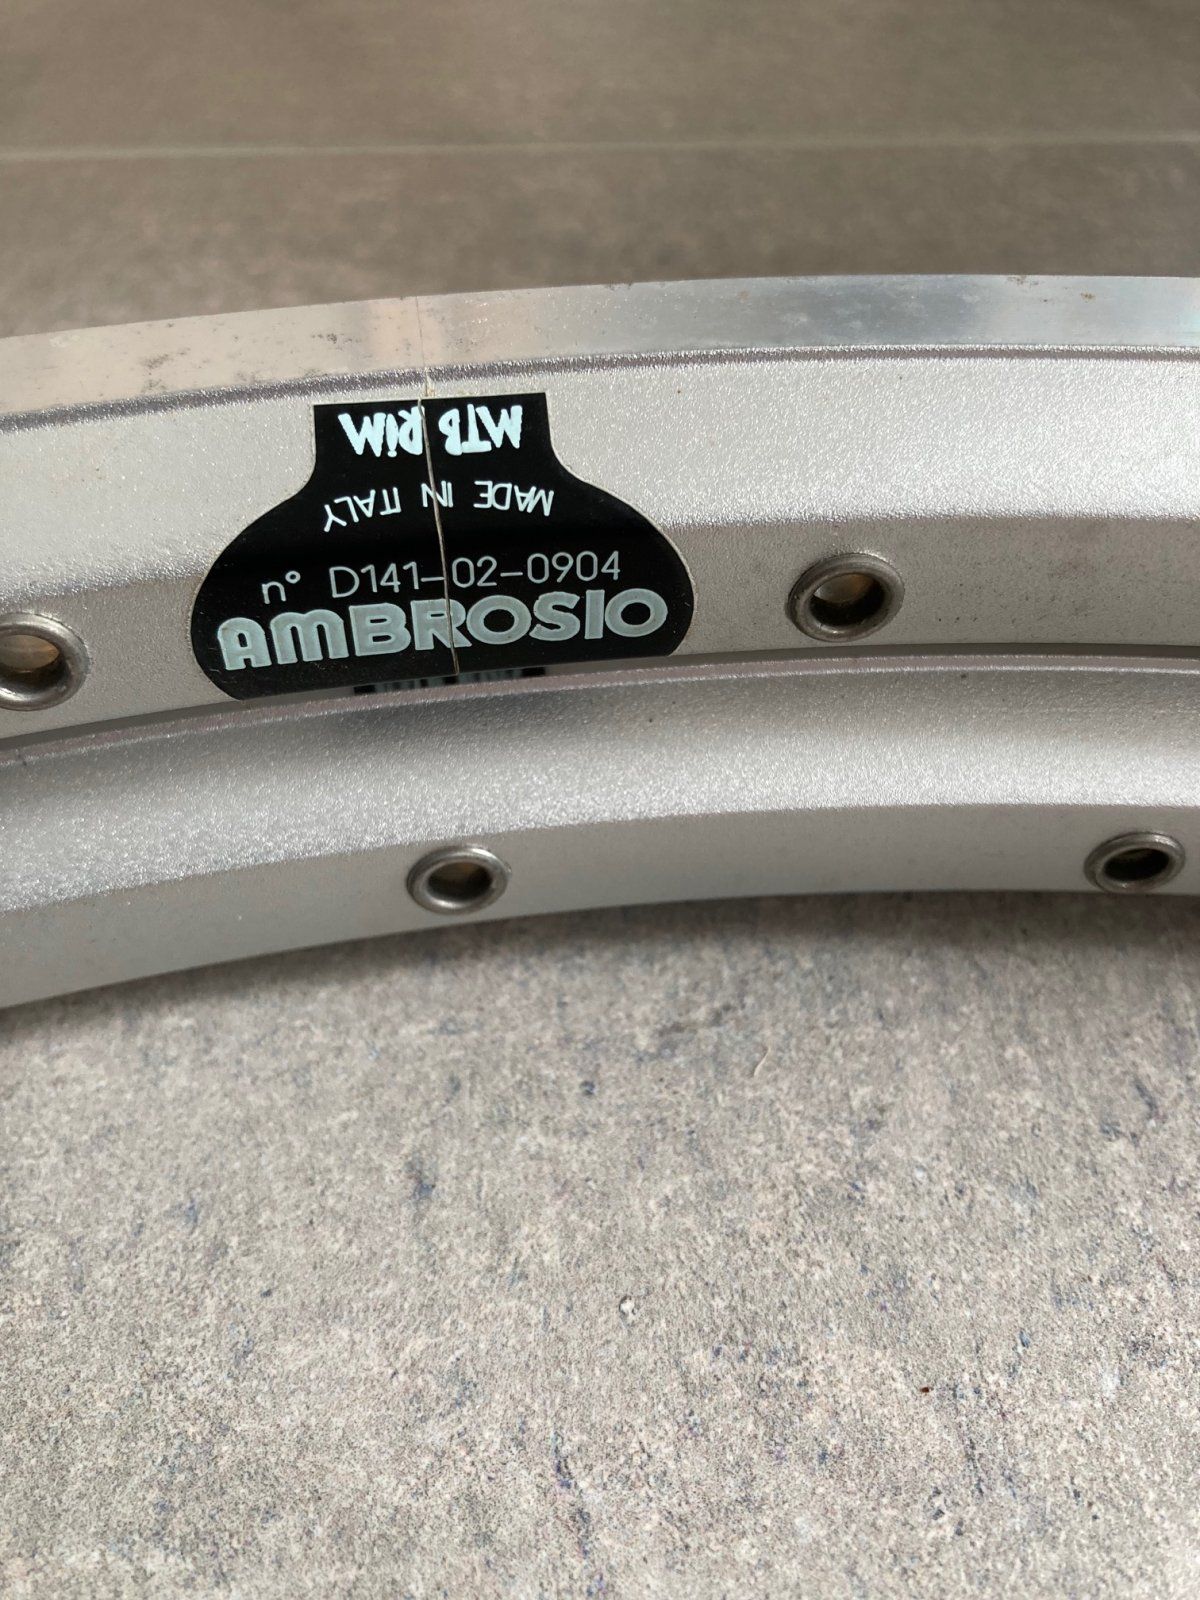 MTB RiM
MADE IN ITALY
n° D141-02-0904
AMBROSIO